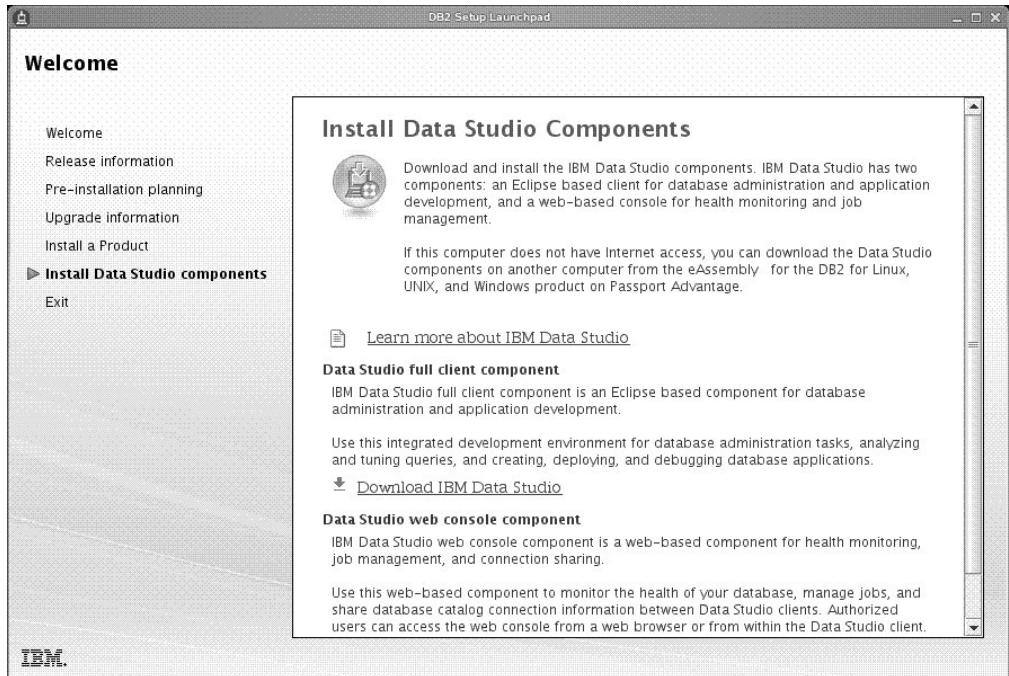 DB2 Setup Launchpad
Welcome
Welcome
Release information
Pre-installation planning
Upgrade information
Install a Product
Install Data Studio components
Exit
Install Data Studio Components
Download and install the IBM Data Studio components. IBM Data Studio has two
components: an Eclipse based client for database administration and application
development, and a web-based console for health monitoring and job
management.
If this computer does not have Internet access, you can download the Data Studio
components on another computer from the eAssembly for the DB2 for Linux,
UNIX, and Windows product on Passport Advantage.
Learn more about IBM Data Studio
Data Studio full client component
IBM Data Studio full client component is an Eclipse based component for database
administration and application development.
Use this integrated development environment for database administration tasks, analyzing
and tuning queries, and creating, deploying, and debugging database applications.
Download IBM Data Studio
Data Studio web console component
IBM Data Studio web console component is a web-based component for health monitoring,
job management, and connection sharing.
Use this web-based component to monitor the health of your database, manage jobs, and
share database catalog connection information between Data Studio clients. Authorized
users can access the web console from a web browser or from within the Data Studio client.
IBM.